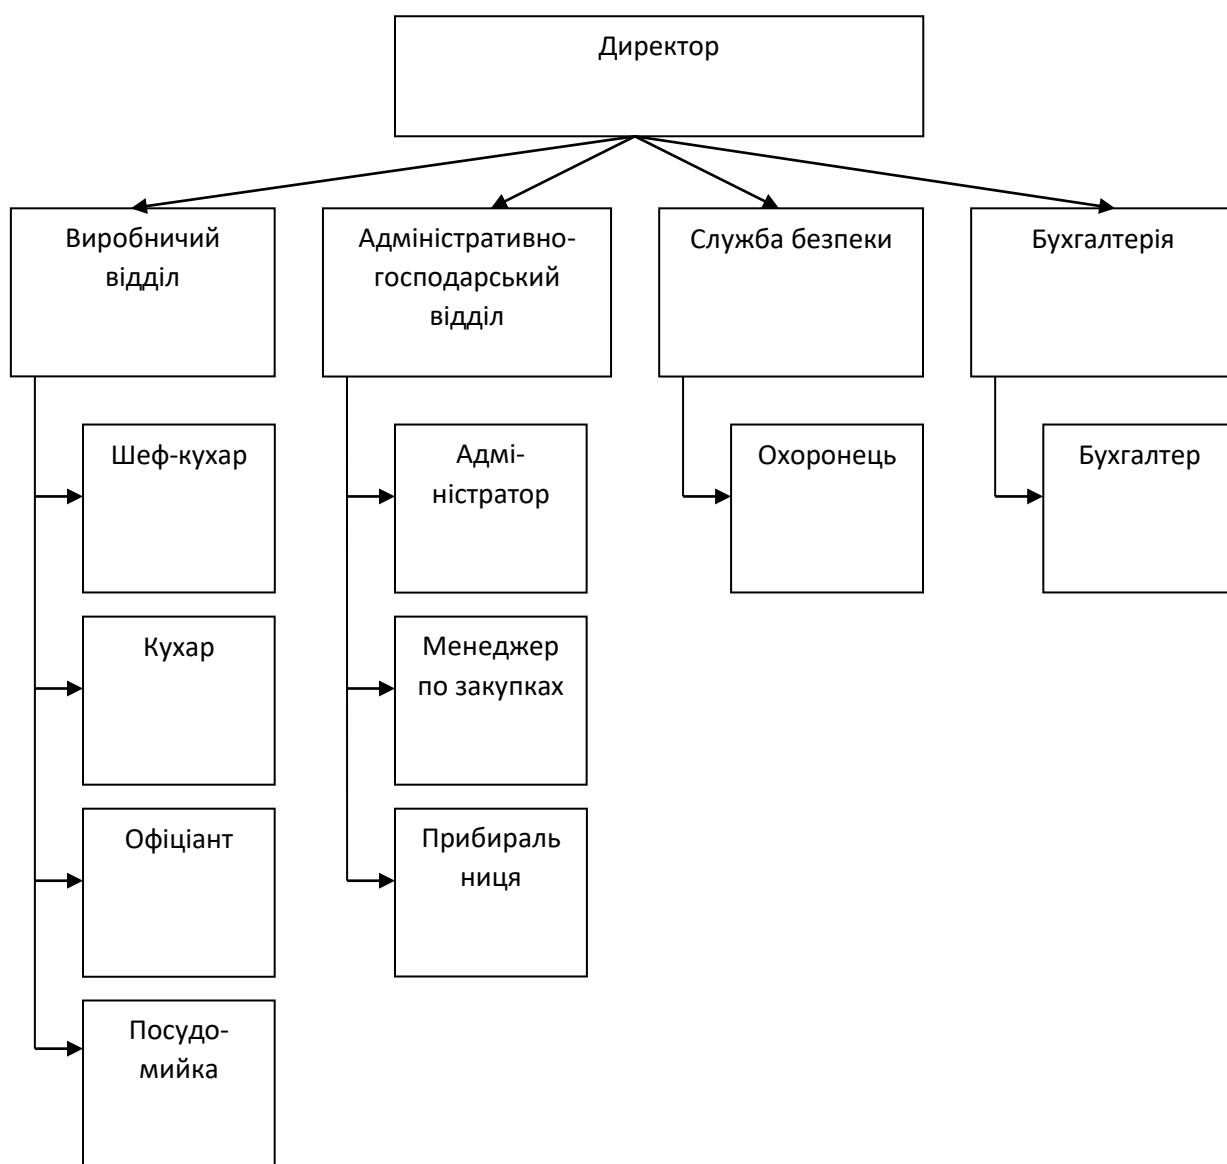 Директор
Виробничий
відділ
Адміністративно-
господарський
відділ
Служба безпеки
Бухгалтерія
Шеф-кухар
Адмі-
ністратор
Охоронець
Бухгалтер
Кухар
Менеджер
по закупках
Офіціант
Прибираль
ниця
Посудо-
мийка